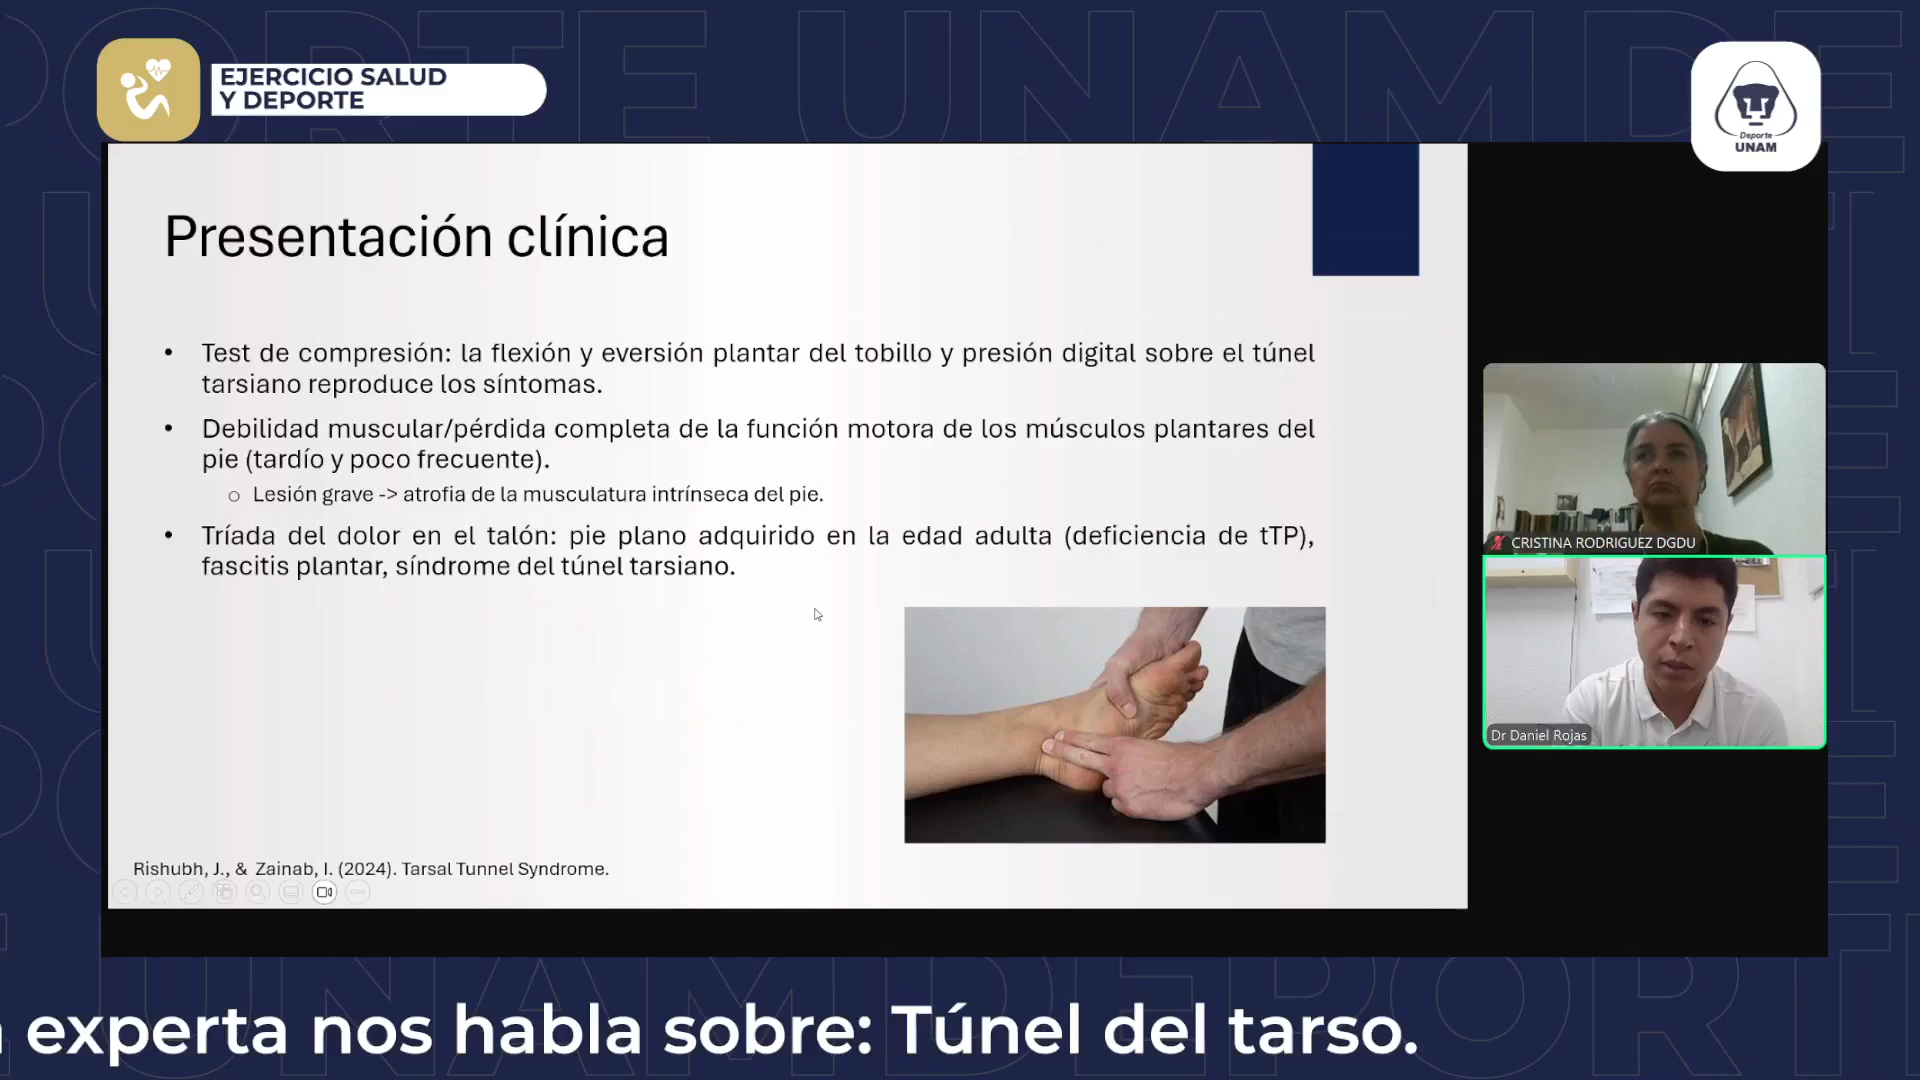 EJERCICIO SALUD
Y DEPORTE
Deporte
UNAM
Presentación clínica
• Test de compresión: la flexión y eversión plantar del tobillo y presión digital sobre el túnel
tarsiano reproduce los síntomas.
• Debilidad muscular/pérdida completa de la función motora de los músculos plantares del
pie (tardío y poco frecuente).
o Lesión grave -> atrofia de la musculatura intrínseca del pie.
• Tríada del dolor en el talón: pie plano adquirido en la edad adulta (deficiencia de tTP),
fascitis plantar, síndrome del túnel tarsiano.
Rishubh, J., & Zainab, I. (2024). Tarsal Tunnel Syndrome.
CRISTINA RODRIGUEZ DGDU
Dr Daniel Rojas
experta nos habla sobre: Túnel del tarso.